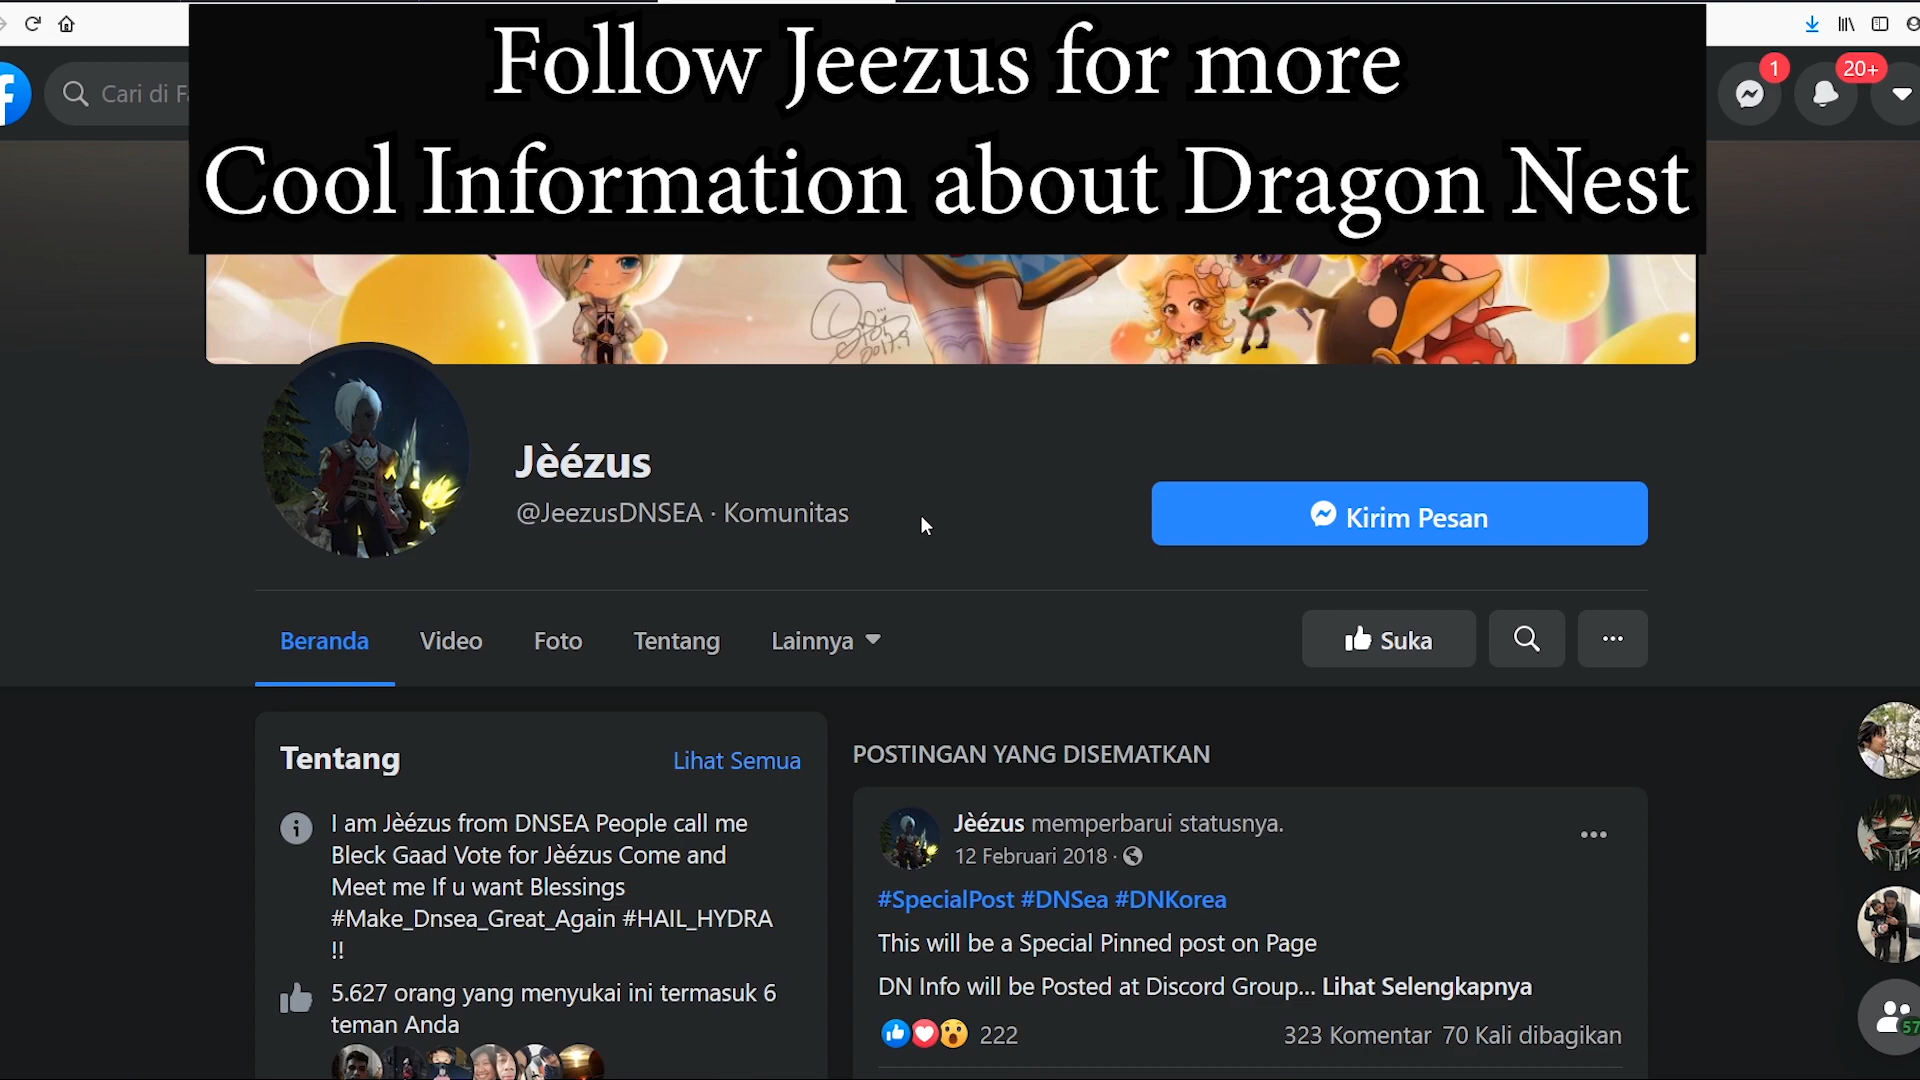 Follow Jeezus for more
Cool Information about Dragon Nest
Cari di Fa
1
20+
2017.9
Jèézus
@JeezusDNSEA · Komunitas
Kirim Pesan
Beranda
Video
Foto
Tentang
Lainnya
Suka
Tentang
Lihat Semua
I am Jèézus from DNSEA People call me
Bleck Gaad Vote for Jèézus Come and
Meet me If u want Blessings
#Make_Dnsea_Great_Again #HAIL_HYDRA
!!
5.627 orang yang menyukai ini termasuk 6
teman Anda
POSTINGAN YANG DISEMATKAN
Jèézus memperbarui statusnya.
12 Februari 2018 ·
#SpecialPost #DNSea #DNKorea
This will be a Special Pinned post on Page
DN Info will be Posted at Discord Group... Lihat Selengkapnya
222
323 Komentar 70 Kali dibagikan
57